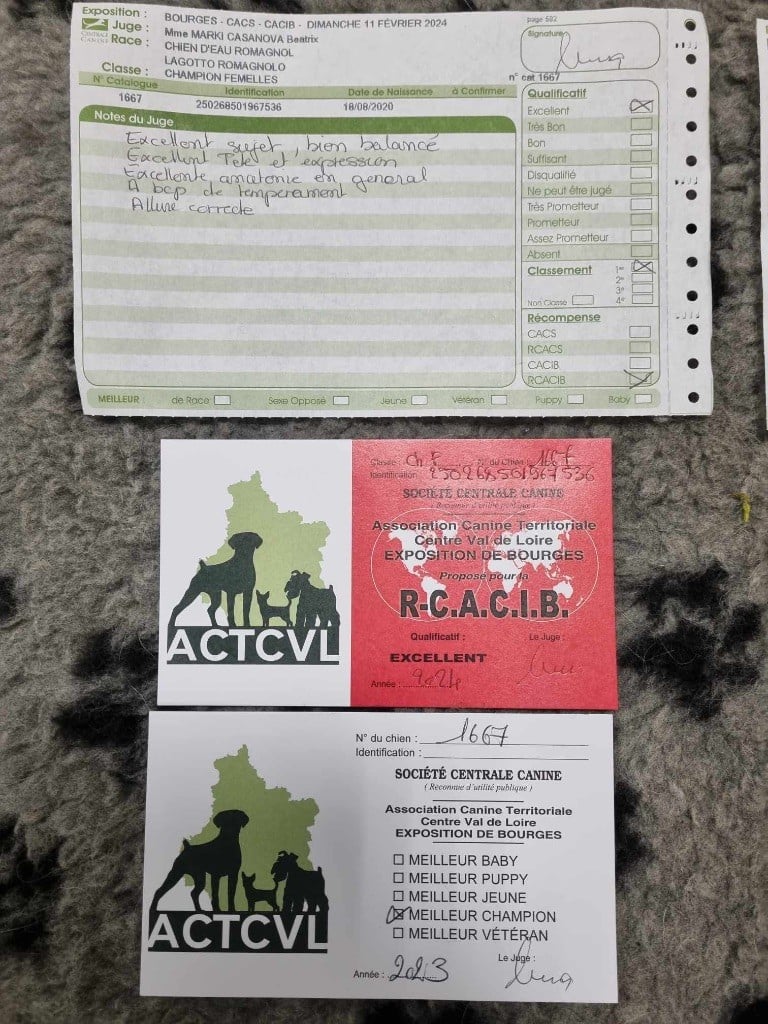 Exposition : BOURGES - CACS - CACIB - DIMANCHE 11 FÉVRIER 2024 page 582
Juge : Mme MARKI CASANOVA Beatrix
Race : CHIEN D'EAU ROMAGNOL
LAGOTTO ROMAGNOLO
Classe : CHAMPION FEMELLES n° cat 1667
Signature
N° Catalogue Identification Date de Naissance à Confirmer
1667 250268501967536 18/08/2020
Notes du Juge
Excellent sujet, bien balancé
Excellent Tete et expression
Excellente anatomie en general
A bcp de temperament
Allure correcte
Qualificatif
Excellent
Très Bon
Bon
Suffisant
Disqualifié
Ne peut être jugé
Très Prometteur
Prometteur
Assez Prometteur
Absent
Classement 1er
2e
3e
Non Classé 4e
Récompense
CACS
RCACS
CACIB
RCACIB
MEILLEUR : de Race Sexe Opposé Jeune Vétéran Puppy Baby
ACTCVL
Classe : Ch F N° du Chien : 1667
Identification : 250268501967536
SOCIÉTÉ CENTRALE CANINE
( Reconnue d'utilité publique )
Association Canine Territoriale
Centre Val de Loire
EXPOSITION DE BOURGES
Proposé pour la
R-C.A.C.I.B.
Qualificatif : Le Juge :
EXCELLENT
Année : 2024
ACTCVL
N° du chien : 1667
Identification :
SOCIÉTÉ CENTRALE CANINE
( Reconnue d'utilité publique )
Association Canine Territoriale
Centre Val de Loire
EXPOSITION DE BOURGES
MEILLEUR BABY
MEILLEUR PUPPY
MEILLEUR JEUNE
MEILLEUR CHAMPION
MEILLEUR VÉTÉRAN
Le Juge :
Année : 2023